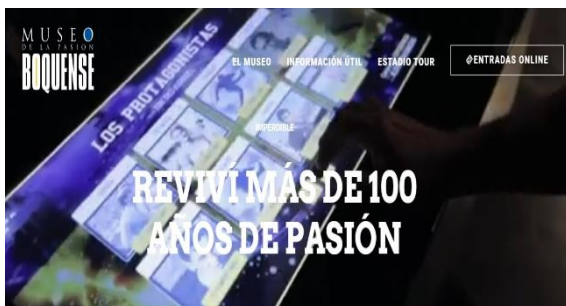 MUSEO
DE LA PASIÓN
BOQUENSE
EL MUSEO
INFORMACIÓN ÚTIL
ESTADIO TOUR
ENTRADAS ONLINE
LOS PROTAGONISTAS
IMPERDIBLE
REVIVÍ MÁS DE 100
AÑOS DE PASIÓN